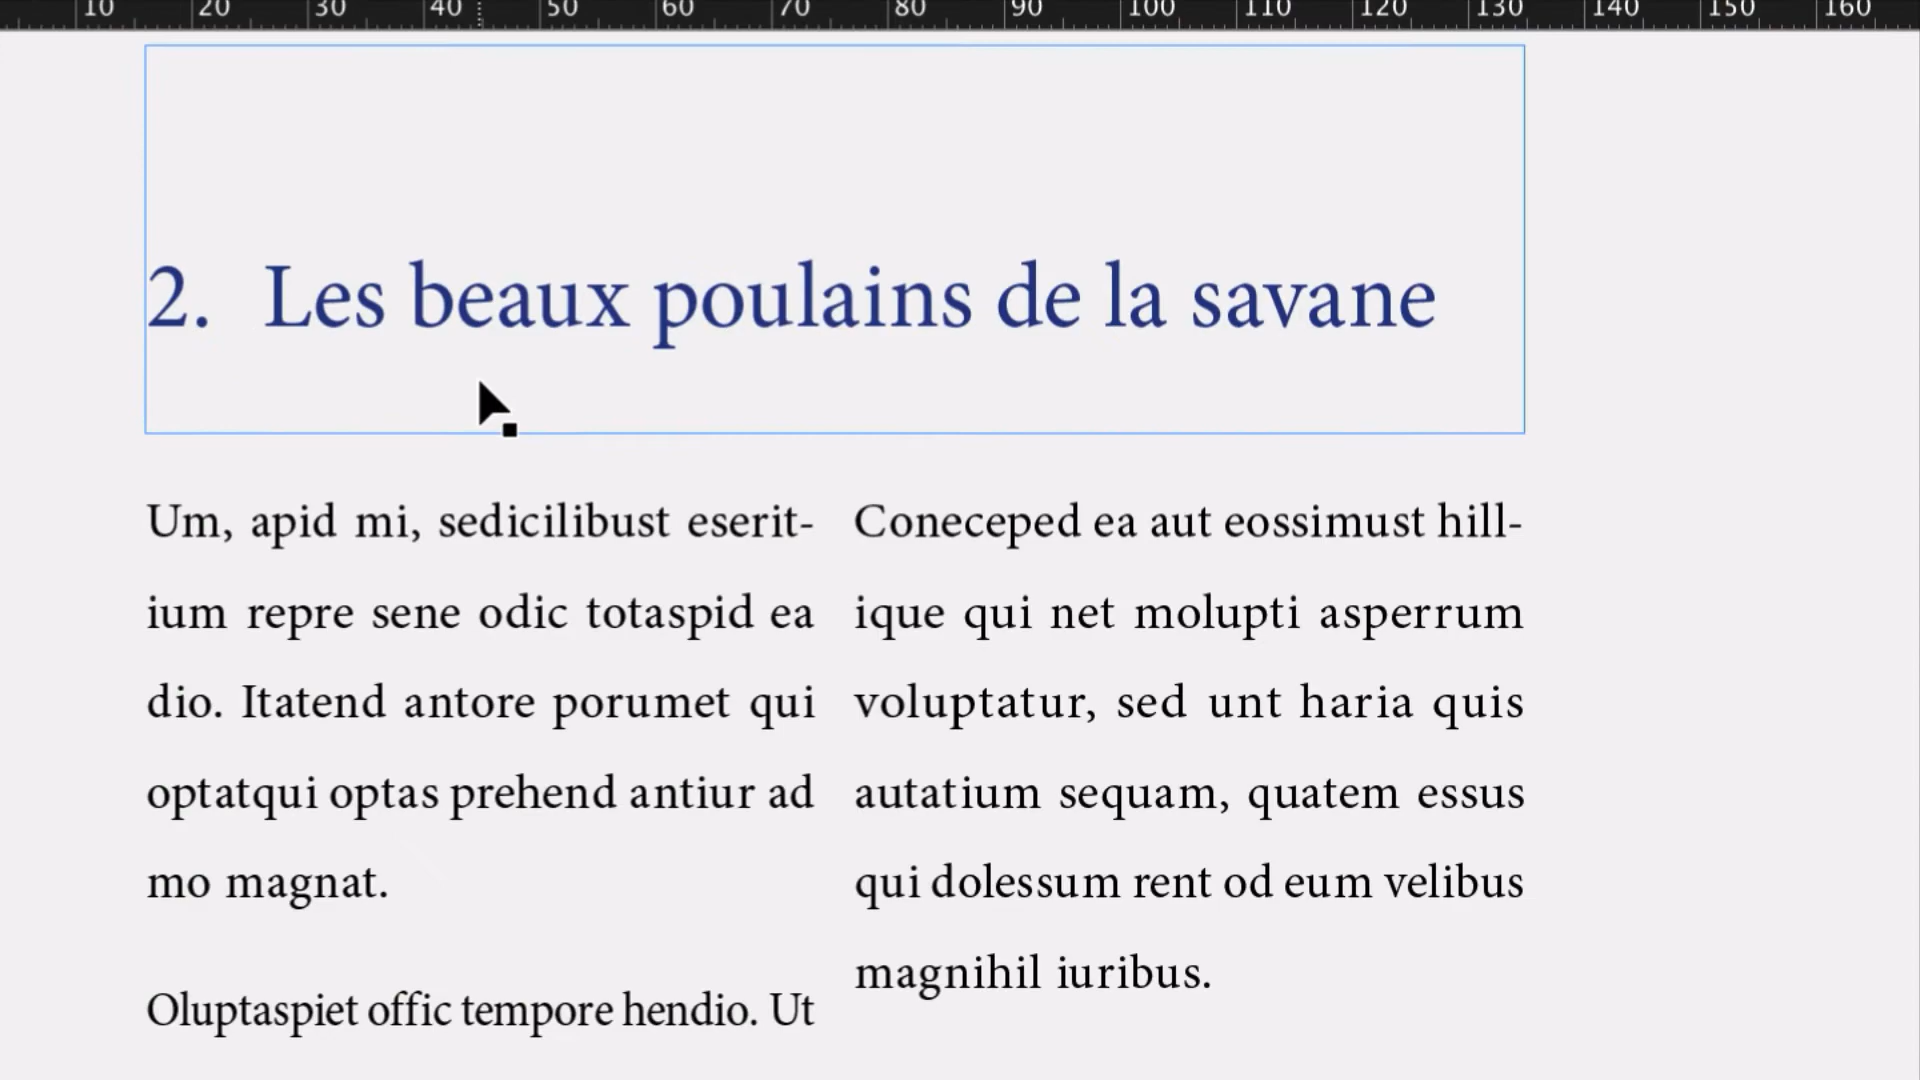 10 20 30 40 50 60 70 80 90 100 110 120 130 140 150 160
2. Les beaux poulains de la savane
Um, apid mi, sedicilibust eserit-
ium repre sene odic totaspid ea
dio. Itatend antore porumet qui
optatqui optas prehend antiur ad
mo magnat.
Oluptaspiet offic tempore hendio. Ut
Coneceped ea aut eossimust hill-
ique qui net molupti asperrum
voluptatur, sed unt haria quis
autatium sequam, quatem essus
qui dolessum rent od eum velibus
magnihil iuribus.